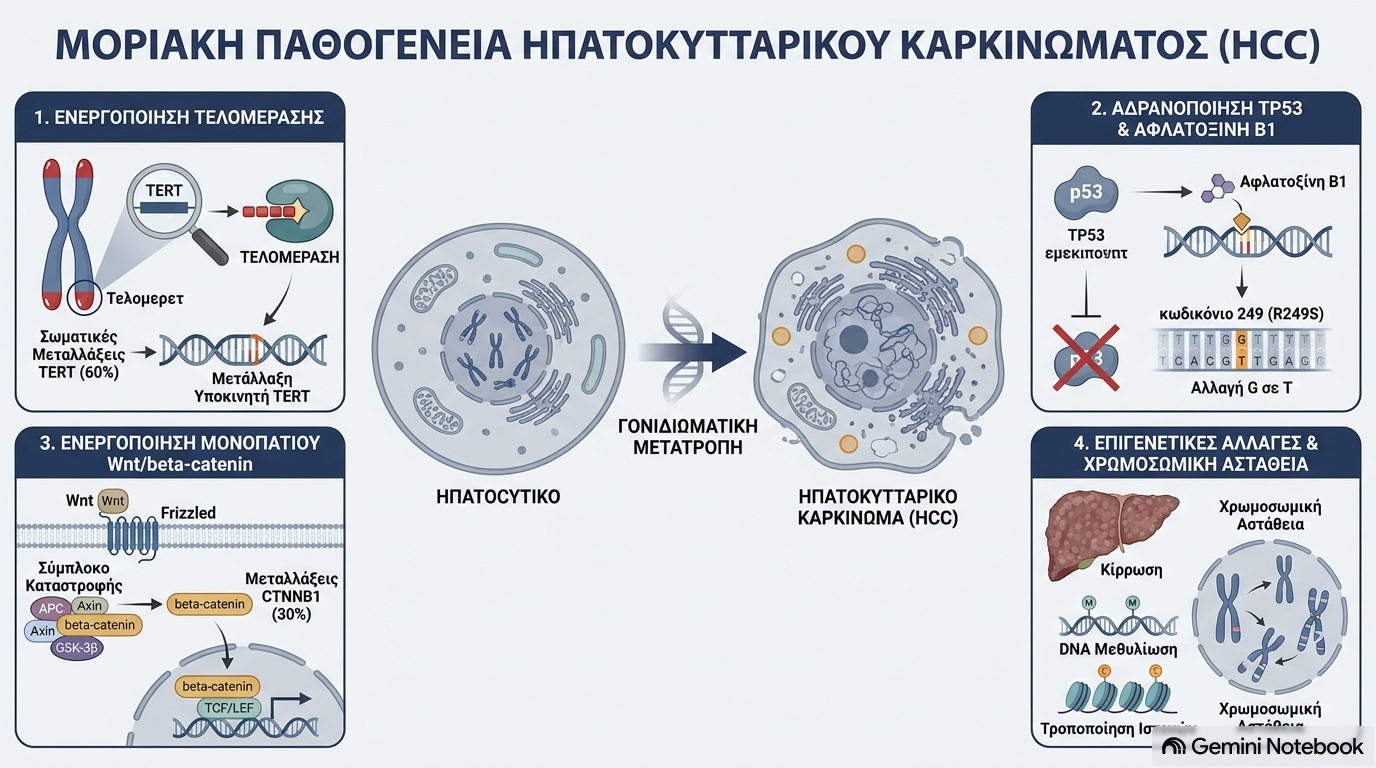 ΜΟΡΙΑΚΗ ΠΑΘΟΓΕΝΕΙΑ ΗΠΑΤΟΚΥΤΤΑΡΙΚΟΥ ΚΑΡΚΙΝΩΜΑΤΟΣ (HCC)
1. ΕΝΕΡΓΟΠΟΙΗΣΗ ΤΕΛΟΜΕΡΑΣΗΣ
TERT
ΤΕΛΟΜΕΡΑΣΗ
Τελομερετ
Σωματικές
Μεταλλάξεις
TERT (60%)
Μετάλλαξη
Υποκινητή TERT
2. ΑΔΡΑΝΟΠΟΙΗΣΗ TP53
& ΑΦΛΑΤΟΞΙΝΗ Β1
p53
Αφλατοξίνη Β1
TP53
κωδικόνιο 249 (R249S)
Αλλαγή G σε T
ΓΟΝΙΔΙΩΜΑΤΙΚΗ
ΜΕΤΑΤΡΟΠΗ
ΗΠΑΤΟCΥΤΙΚΟ
ΗΠΑΤΟΚΥΤΤΑΡΙΚΟ
ΚΑΡΚΙΝΩΜΑ (HCC)
3. ΕΝΕΡΓΟΠΟΙΗΣΗ ΜΟΝΟΠΑΤΙΟΥ
Wnt/beta-catenin
Wnt
Wnt
Frizzled
Σύμπλοκο
Καταστροφής
APC
Axin
Axin
beta-catenin
GSK-3β
beta-catenin
Μεταλλάξεις
CTNNB1
(30%)
beta-catenin
TCF/LEF
4. ΕΠΙΓΕΝΕΤΙΚΕΣ ΑΛΛΑΓΕΣ &
ΧΡΩΜΟΣΩΜΙΚΗ ΑΣΤΑΘΕΙΑ
Κίρρωση
M M
DNA Μεθυλίωση
C C
Τροποποίηση
Χρωμοσωμική
Αστάθεια
Χρωμοσωμική
Αστάθεια
Gemini Notebook